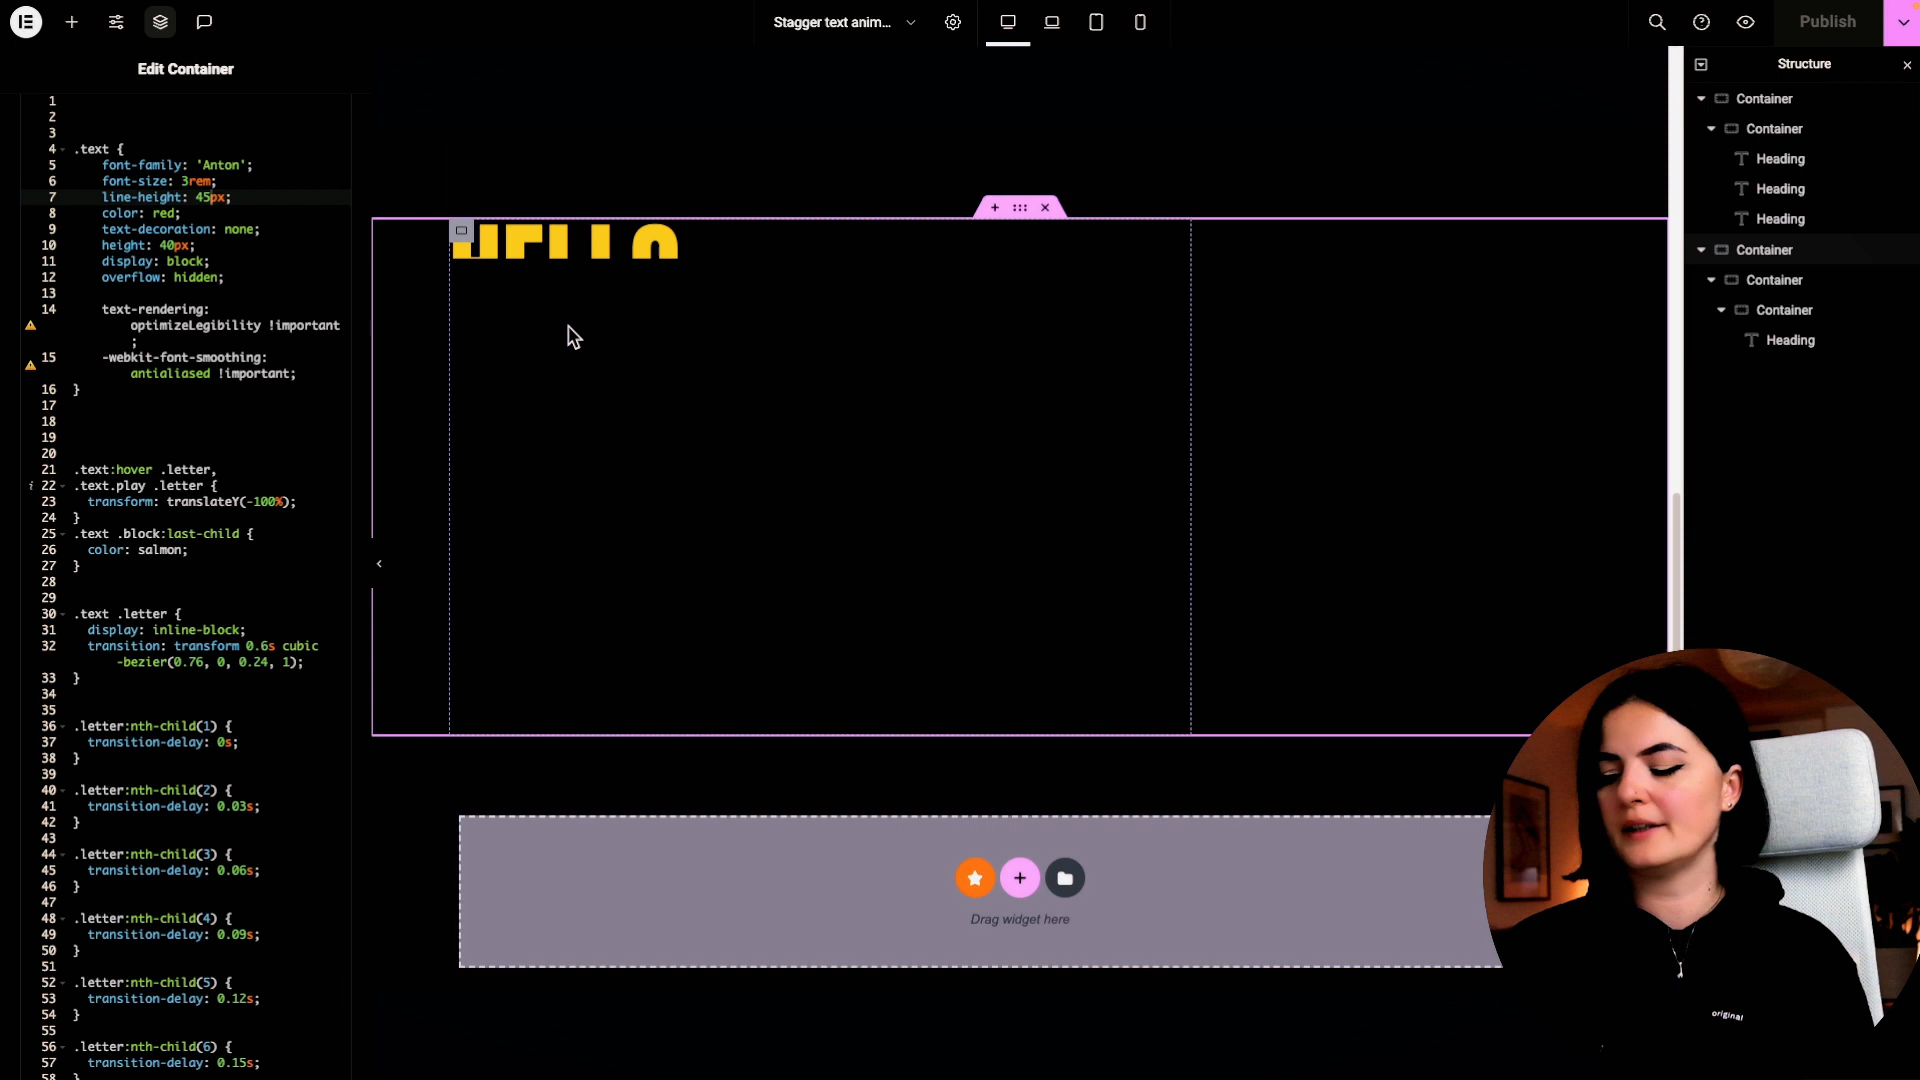 Stagger text anim...
Publish
Edit Container
1
2
3
4 .text {
5 font-family: 'Anton';
6 font-size: 3rem;
7 line-height: 45px;
8 color: red;
9 text-decoration: none;
10 height: 40px;
11 display: block;
12 overflow: hidden;
13
14 text-rendering:
optimizeLegibility !important
;
15 -webkit-font-smoothing:
antialiased !important;
16 }
17
18
19
20
21 .text:hover .letter,
22 .text.play .letter {
23 transform: translateY(-100%);
24 }
25 .text .block:last-child {
26 color: salmon;
27 }
28
29
30 .text .letter {
31 display: inline-block;
32 transition: transform 0.6s cubic
-bezier(0.76, 0, 0.24, 1);
33 }
34
35
36 .letter:nth-child(1) {
37 transition-delay: 0s;
38 }
39
40 .letter:nth-child(2) {
41 transition-delay: 0.03s;
42 }
43
44 .letter:nth-child(3) {
45 transition-delay: 0.06s;
46 }
47
48 .letter:nth-child(4) {
49 transition-delay: 0.09s;
50 }
51
52 .letter:nth-child(5) {
53 transition-delay: 0.12s;
54 }
55
56 .letter:nth-child(6) {
57 transition-delay: 0.15s;
58 }
Drag widget here
Structure
Container
Container
Heading
Heading
Heading
Container
Container
Container
Heading
original